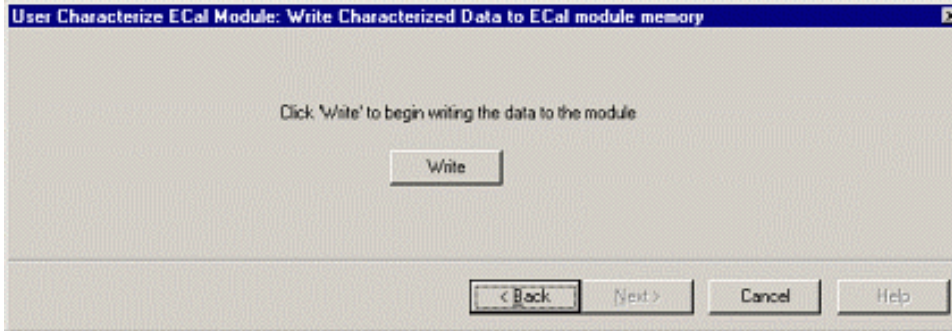 User Characterize ECal Module: Write Characterized Data to ECal module memory
Click 'Write' to begin writing the data to the module
Write
< Back Next > Cancel Help